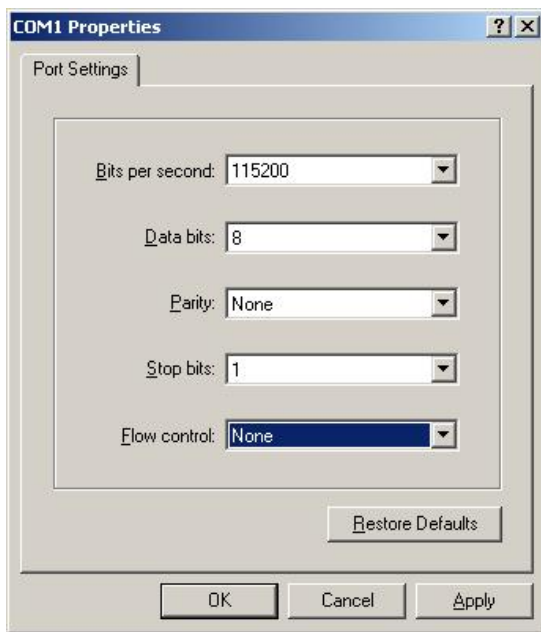 COM1 Properties
Port Settings
Bits per second: 115200
Data bits: 8
Parity: None
Stop bits: 1
Flow control: None
Restore Defaults
OK Cancel Apply